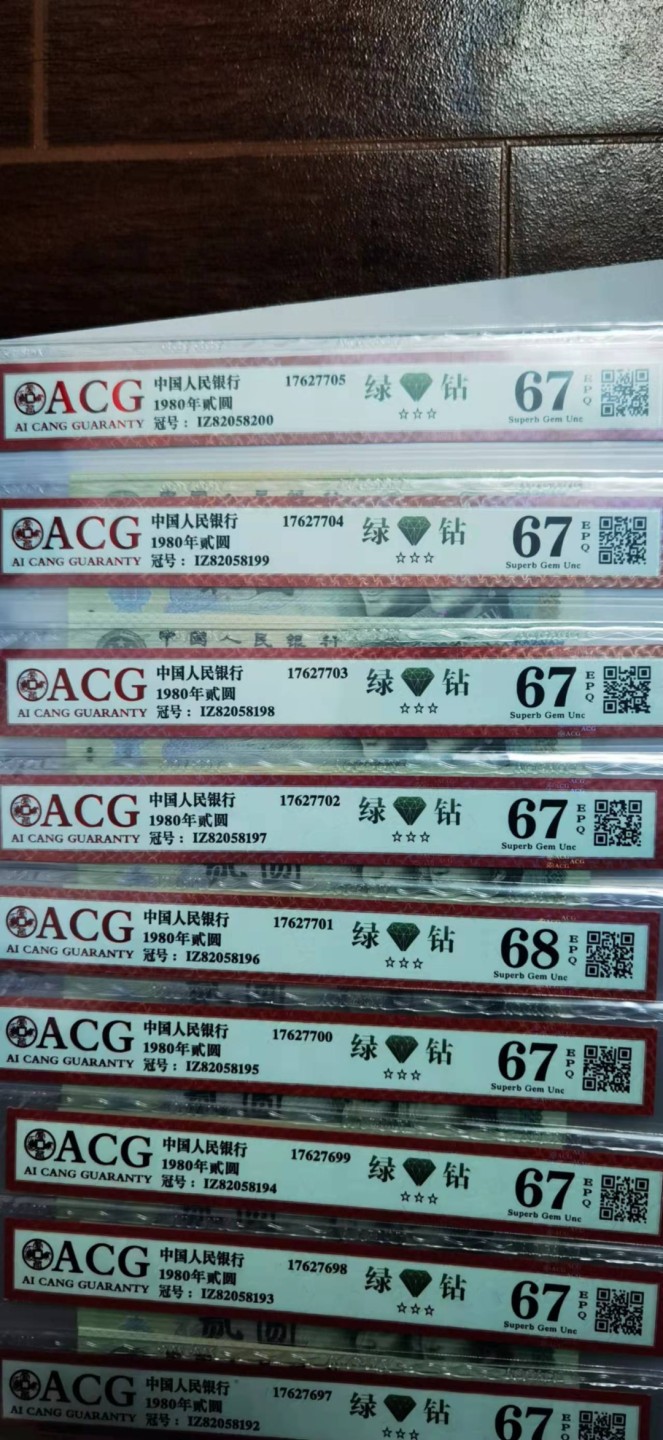 ACG
AI CANG GUARANTY
中国人民银行 17627705
1980年贰圆
冠号： IZ82058200
绿 钻
☆☆☆
67 EPQ
Superb Gem Unc
ACG
AI CANG GUARANTY
中国人民银行 17627704
1980年贰圆
冠号： IZ82058199
绿 钻
☆☆☆
67 EPQ
Superb Gem Unc
中国人民银行
ACG
AI CANG GUARANTY
中国人民银行 17627703
1980年贰圆
冠号： IZ82058198
绿 钻
☆☆☆
67 EPQ
Superb Gem Unc
ACG
AI CANG GUARANTY
中国人民银行 17627702
1980年贰圆
冠号： IZ82058197
绿 钻
☆☆☆
67 EPQ
Superb Gem Unc
贰圆
ACG
AI CANG GUARANTY
中国人民银行 17627701
1980年贰圆
冠号： IZ82058196
绿 钻
☆☆☆
68 EPQ
Superb Gem Unc
ACG
AI CANG GUARANTY
中国人民银行 17627700
1980年贰圆
冠号： IZ82058195
绿 钻
☆☆☆
67 EPQ
Superb Gem Unc
ACG
AI CANG GUARANTY
中国人民银行 17627699
1980年贰圆
冠号： IZ82058194
绿 钻
☆☆☆
67 EPQ
Superb Gem Unc
ACG
AI CANG GUARANTY
中国人民银行 17627698
1980年贰圆
冠号： IZ82058193
绿 钻
☆☆☆
67 EPQ
Superb Gem Unc
贰圆
ACG
AI CANG GUARANTY
中国人民银行 17627697
1980年贰圆
冠号： IZ82058192
绿 钻
☆☆☆
67 EPQ